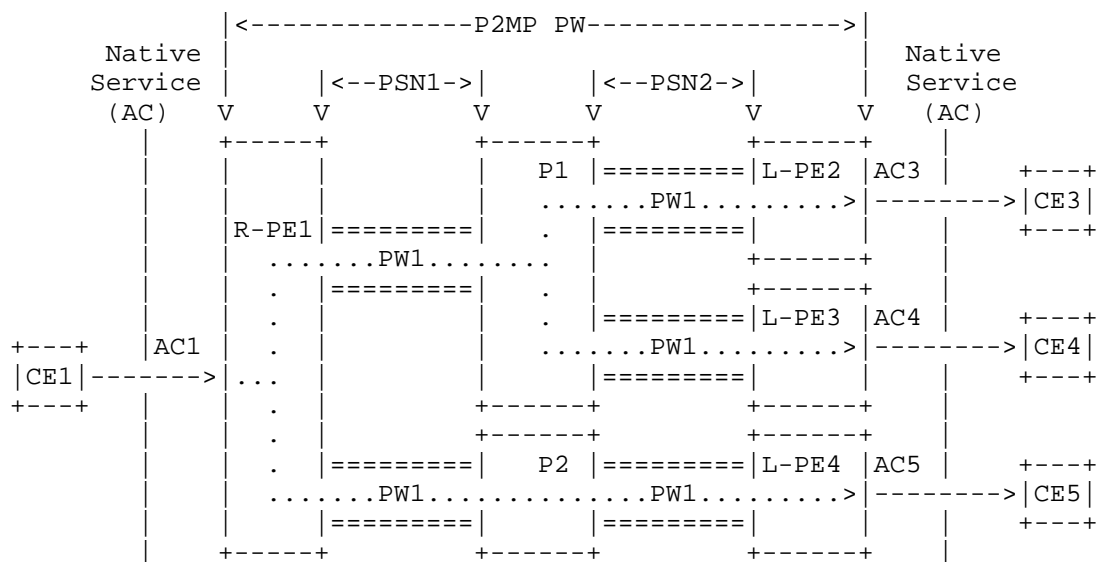 |<--------------P2MP PW---------------->|
Native | | Native
Service | |<--PSN1->| |<--PSN2->| | Service
(AC) V V V V V V (AC)
| +-----+ +------+ +------+ |
| | | | P1 |=========|L-PE2 |AC3 | +---+
| | | | .......PW1.........>|-------->|CE3|
| |R-PE1|=========| . |=========| | | +---+
| | .......PW1........ | +------+ |
| | . |=========| . | +------+ |
| | . | | . |=========|L-PE3 |AC4 | +---+
+---+ |AC1 | . | | .......PW1.........>|-------->|CE4|
|CE1|------->|... | | |=========| | | +---+
+---+ | | . | +------+ +------+ |
| | . | +------+ +------+ |
| | . |=========| P2 |=========|L-PE4 |AC5 | +---+
| | .......PW1..............PW1.........>|-------->|CE5|
| | |=========| |=========| | | +---+
| +-----+ +------+ +------+ |